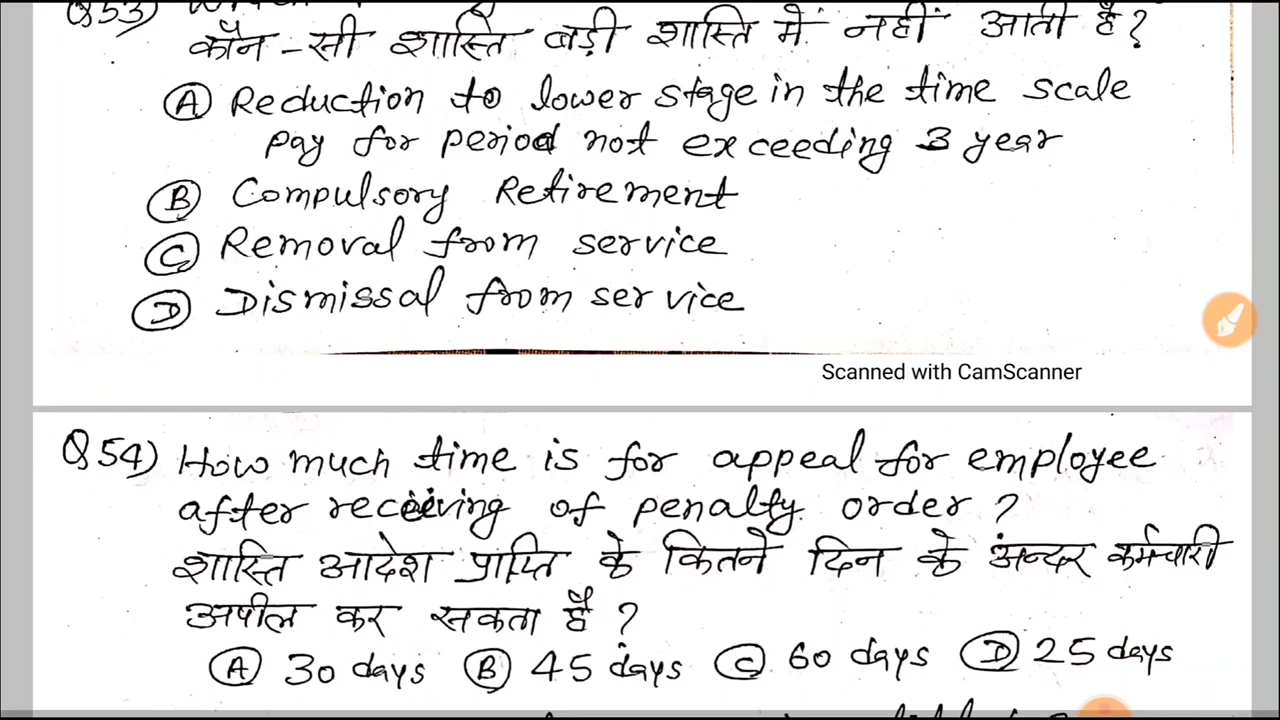 Q53)
कौन-सी शास्ति बड़ी शास्ति में नहीं आती है?
(A) Reduction to lower stage in the time scale
pay for period not exceeding 3 year
(B) Compulsory Retirement
(C) Removal from service
(D) Dismissal from service
Scanned with CamScanner
Q54) How much time is for appeal for employee
after receiving of penalty order?
शास्ति आदेश प्राप्ति के कितने दिन के अंन्दर कर्मचारी
अपील कर सकता है?
(A) 30 days (B) 45 days (C) 60 days (D) 25 days